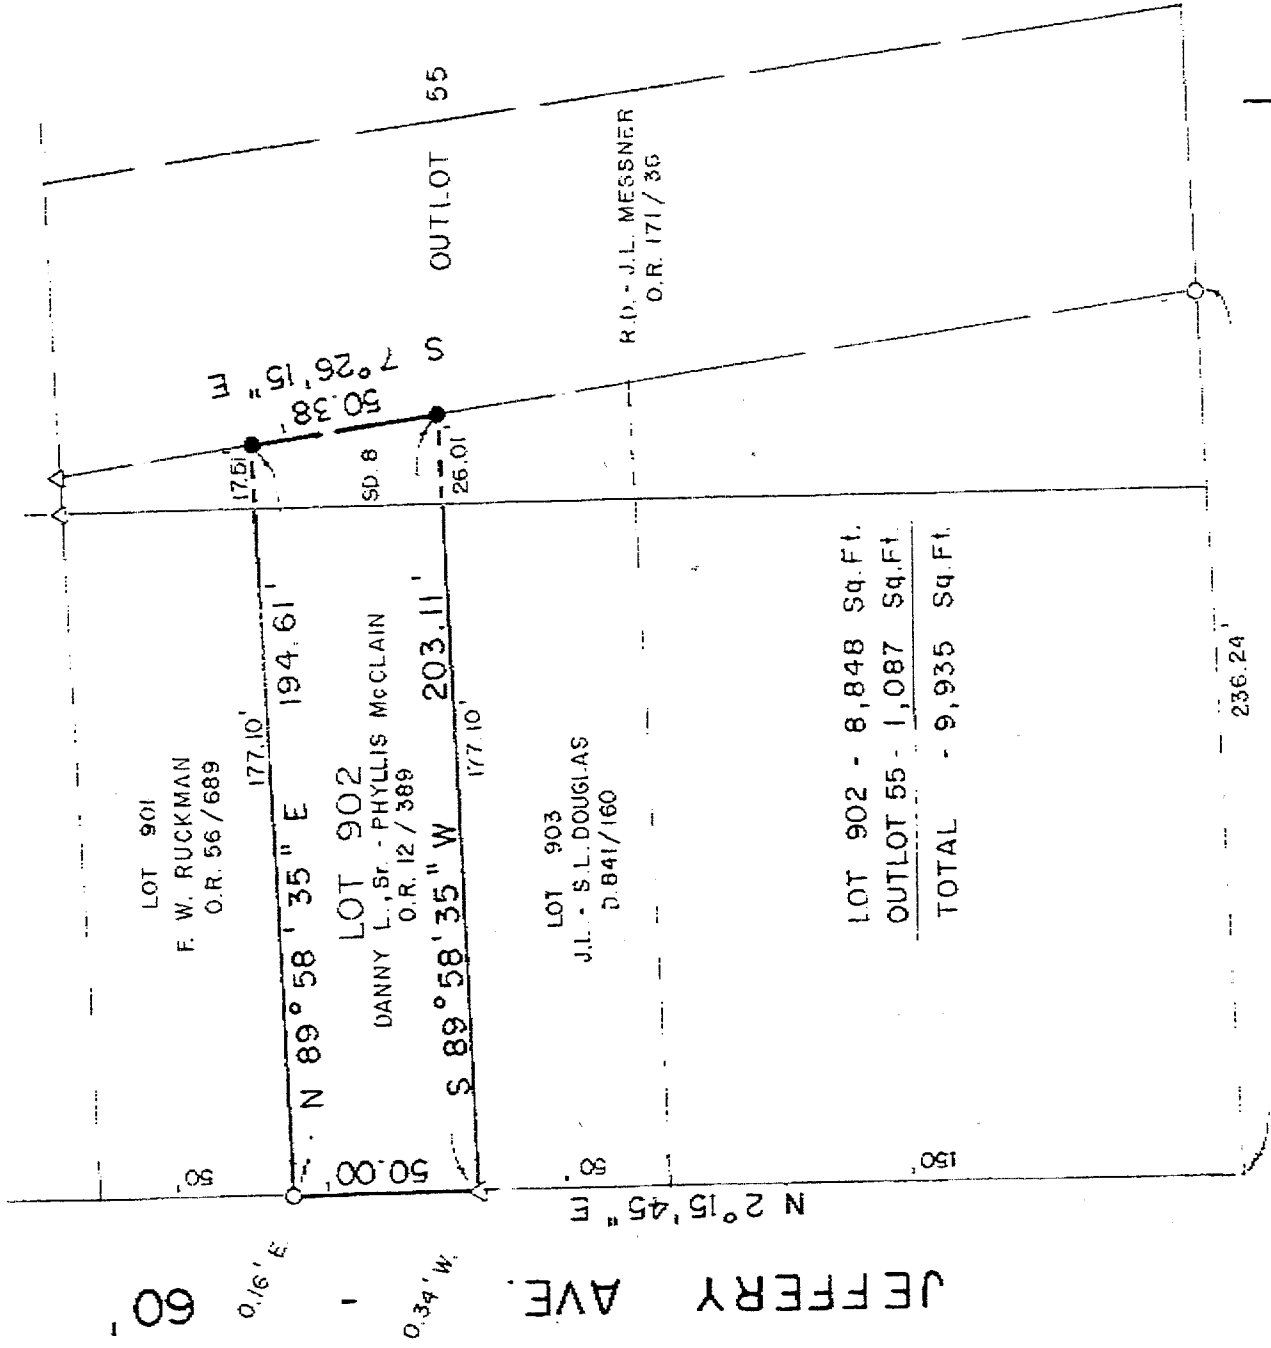 JEFFERY AVE. - 60'
0.16' E.
0.34' W.
N 2°15'45" E
50'
50.00'
50'
150'
LOT 901
F. W. RUCKMAN
O.R. 56/689
177.10'
N 89°58'35" E 194.61'
17.51'
LOT 902
DANNY L., Sr. - PHYLLIS McCLAIN
O.R. 12/389
S 89°58'35" W 203.11'
177.10'
26.01'
SD. 8
50.38'
S 7°26'15" E
OUTLOT 55
LOT 903
J.L. - S.L. DOUGLAS
D. 841/160
R.D. - J.L. MESSNER
O.R. 171/36
LOT 902 - 8,848 Sq.Ft.
OUTLOT 55 - 1,087 Sq.Ft.
TOTAL - 9,935 Sq.Ft.
236.24'